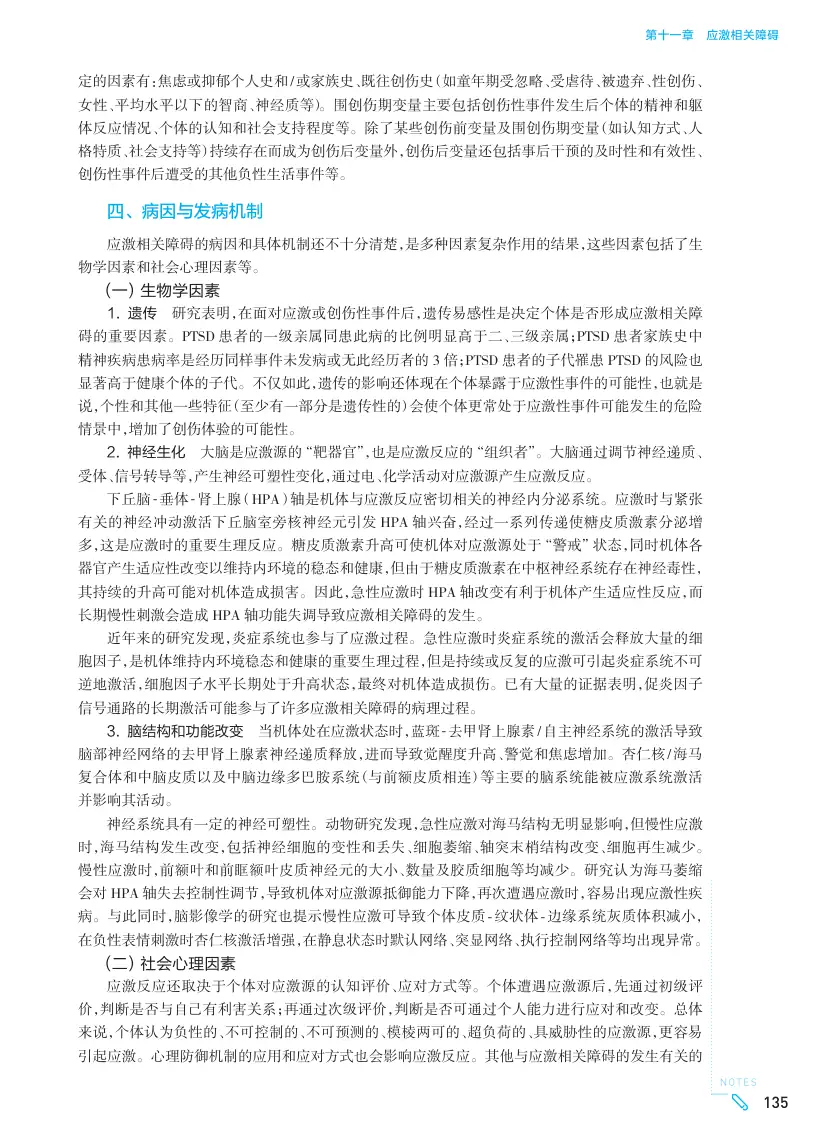 第十一章　应激相关障碍
定的因素有:焦虑或抑郁个人史和/或家族史、既往创伤史(如童年期受忽略、受虐待、被遗弃、性创伤、
女性、平均水平以下的智商、神经质等)。围创伤期变量主要包括创伤性事件发生后个体的精神和躯
体反应情况、个体的认知和社会支持程度等。除了某些创伤前变量及围创伤期变量(如认知方式、人
格特质、社会支持等)持续存在而成为创伤后变量外,创伤后变量还包括事后干预的及时性和有效性、
创伤性事件后遭受的其他负性生活事件等。
四、病因与发病机制
应激相关障碍的病因和具体机制还不十分清楚,是多种因素复杂作用的结果,这些因素包括了生
物学因素和社会心理因素等。
(一) 生物学因素
1. 遗传　研究表明,在面对应激或创伤性事件后,遗传易感性是决定个体是否形成应激相关障
碍的重要因素。PTSD 患者的一级亲属同患此病的比例明显高于二、三级亲属;PTSD 患者家族史中
精神疾病患病率是经历同样事件未发病或无此经历者的 3 倍;PTSD 患者的子代罹患 PTSD 的风险也
显著高于健康个体的子代。不仅如此,遗传的影响还体现在个体暴露于应激性事件的可能性,也就是
说,个性和其他一些特征(至少有一部分是遗传性的)会使个体更常处于应激性事件可能发生的危险
情景中,增加了创伤体验的可能性。
2. 神经生化　大脑是应激源的 “靶器官”,也是应激反应的 “组织者”。大脑通过调节神经递质、
受体、信号转导等,产生神经可塑性变化,通过电、化学活动对应激源产生应激反应。
下丘脑-垂体-肾上腺(HPA)轴是机体与应激反应密切相关的神经内分泌系统。应激时与紧张
有关的神经冲动激活下丘脑室旁核神经元引发 HPA 轴兴奋,经过一系列传递使糖皮质激素分泌增
多,这是应激时的重要生理反应。糖皮质激素升高可使机体对应激源处于 “警戒” 状态,同时机体各
器官产生适应性改变以维持内环境的稳态和健康,但由于糖皮质激素在中枢神经系统存在神经毒性,
其持续的升高可能对机体造成损害。因此,急性应激时 HPA 轴改变有利于机体产生适应性反应,而
长期慢性刺激会造成 HPA 轴功能失调导致应激相关障碍的发生。
近年来的研究发现,炎症系统也参与了应激过程。急性应激时炎症系统的激活会释放大量的细
胞因子,是机体维持内环境稳态和健康的重要生理过程,但是持续或反复的应激可引起炎症系统不可
逆地激活,细胞因子水平长期处于升高状态,最终对机体造成损伤。已有大量的证据表明,促炎因子
信号通路的长期激活可能参与了许多应激相关障碍的病理过程。
3. 脑结构和功能改变　当机体处在应激状态时,蓝斑-去甲肾上腺素/自主神经系统的激活导致
脑部神经网络的去甲肾上腺素神经递质释放,进而导致觉醒度升高、警觉和焦虑增加。杏仁核/海马
复合体和中脑皮质以及中脑边缘多巴胺系统(与前额皮质相连)等主要的脑系统能被应激系统激活
并影响其活动。
神经系统具有一定的神经可塑性。动物研究发现,急性应激对海马结构无明显影响,但慢性应激
时,海马结构发生改变,包括神经细胞的变性和丢失、细胞萎缩、轴突末梢结构改变、细胞再生减少。
慢性应激时,前额叶和前眶额叶皮质神经元的大小、数量及胶质细胞等均减少。研究认为海马萎缩
会对 HPA 轴失去控制性调节,导致机体对应激源抵御能力下降,再次遭遇应激时,容易出现应激性疾
病。与此同时,脑影像学的研究也提示慢性应激可导致个体皮质-纹状体-边缘系统灰质体积减小,
在负性表情刺激时杏仁核激活增强,在静息状态时默认网络、突显网络、执行控制网络等均出现异常。
(二) 社会心理因素
应激反应还取决于个体对应激源的认知评价、应对方式等。个体遭遇应激源后,先通过初级评
价,判断是否与自己有利害关系;再通过次级评价,判断是否可通过个人能力进行应对和改变。总体
来说,个体认为负性的、不可控制的、不可预测的、模棱两可的、超负荷的、具威胁性的应激源,更容易
引起应激。心理防御机制的应用和应对方式也会影响应激反应。其他与应激相关障碍的发生有关的
NOTES
135